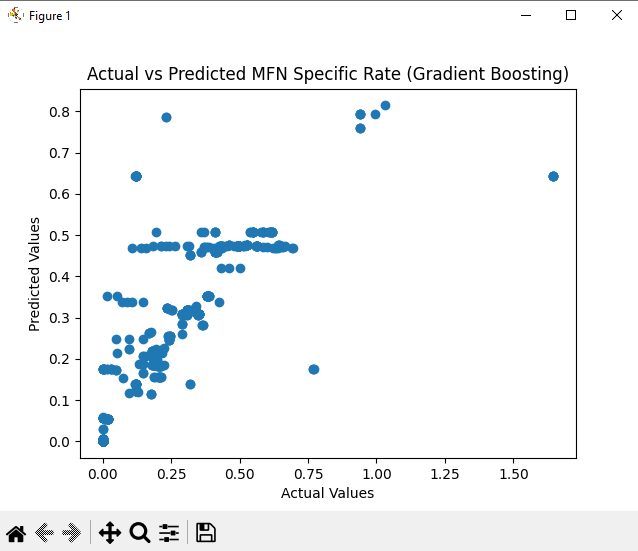 Figure 1
Actual vs Predicted MFN Specific Rate (Gradient Boosting)
0.8
0.7
0.6
0.5
0.4
0.3
0.2
0.1
0.0
Predicted Values
0.00 0.25 0.50 0.75 1.00 1.25 1.50
Actual Values